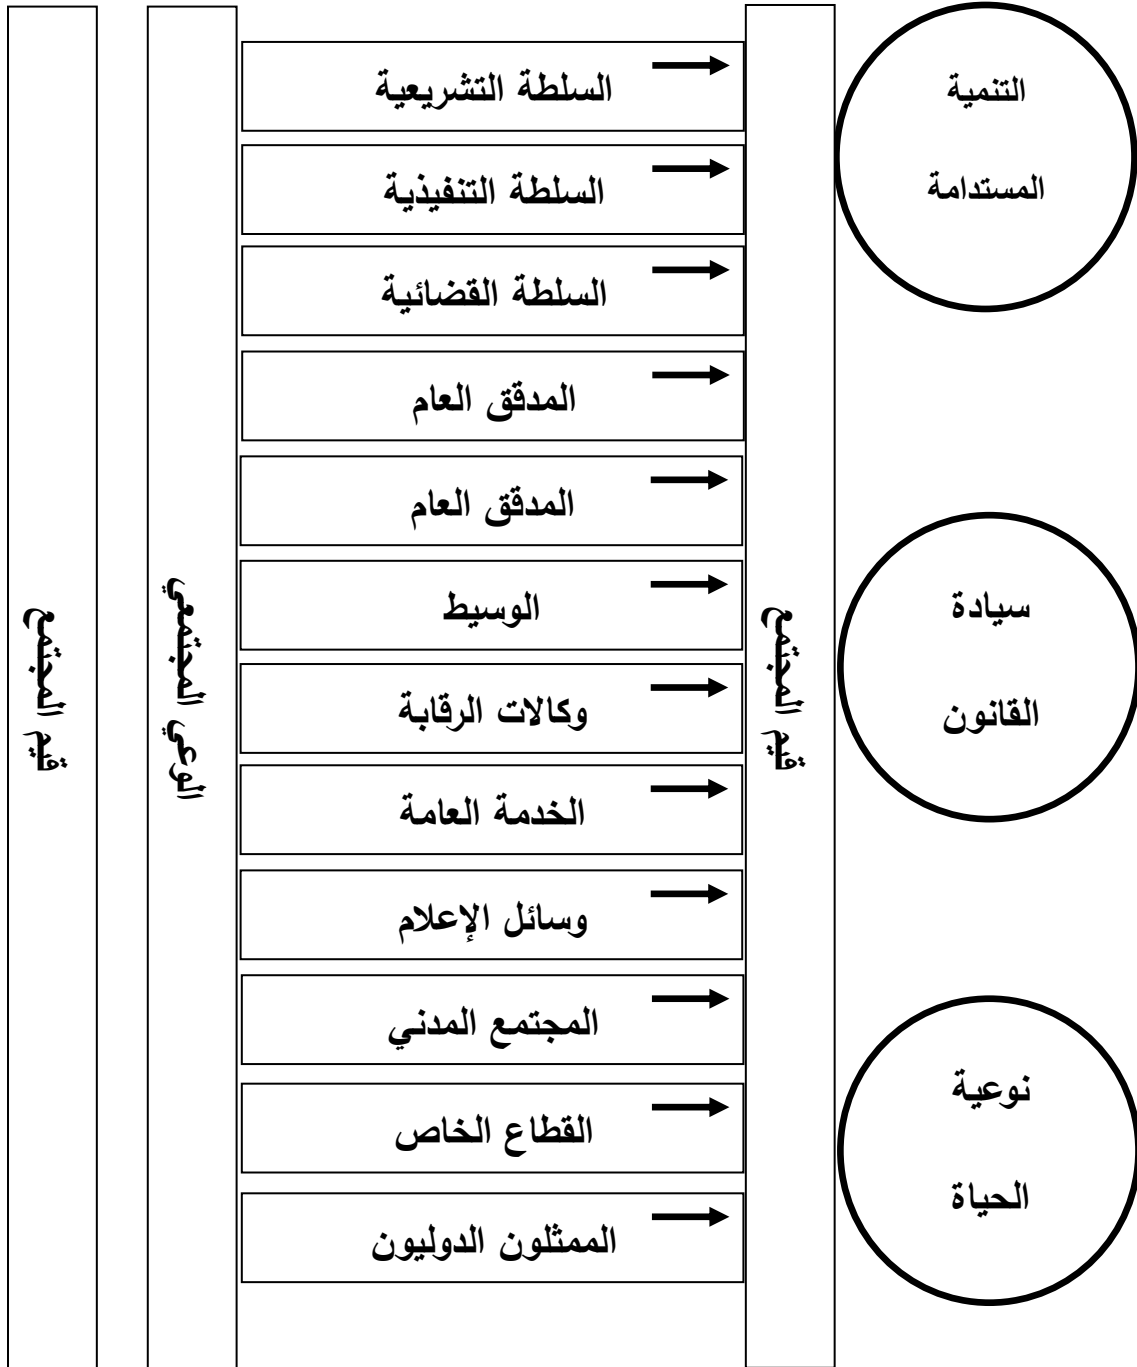 السلطة التشريعية
السلطة التنفيذية
السلطة القضائية
المدقق العام
المدقق العام
الوسيط
وكالات الرقابة
الخدمة العامة
وسائل الإعلام
المجتمع المدني
القطاع الخاص
الممثلون الدوليون
التنمية
المستدامة
سيادة
القانون
نوعية
الحياة
قيم المجتمع
الوعي المجتمعي
قيم المجتمع